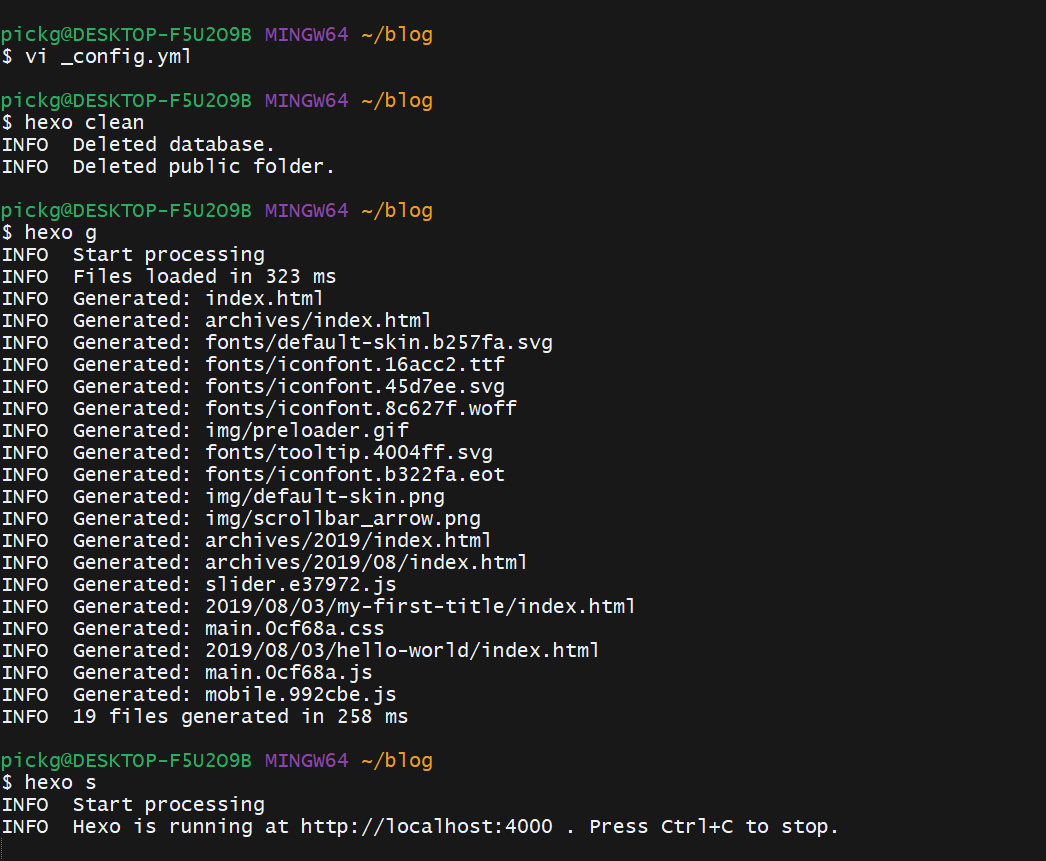 pickg@DESKTOP-F5U2O9B MINGW64 ~/blog
$ vi _config.yml
pickg@DESKTOP-F5U2O9B MINGW64 ~/blog
$ hexo clean
INFO  Deleted database.
INFO  Deleted public folder.
pickg@DESKTOP-F5U2O9B MINGW64 ~/blog
$ hexo g
INFO  Start processing
INFO  Files loaded in 323 ms
INFO  Generated: index.html
INFO  Generated: archives/index.html
INFO  Generated: fonts/default-skin.b257fa.svg
INFO  Generated: fonts/iconfont.16acc2.ttf
INFO  Generated: fonts/iconfont.45d7ee.svg
INFO  Generated: fonts/iconfont.8c627f.woff
INFO  Generated: img/preloader.gif
INFO  Generated: fonts/tooltip.4004ff.svg
INFO  Generated: fonts/iconfont.b322fa.eot
INFO  Generated: img/default-skin.png
INFO  Generated: img/scrollbar_arrow.png
INFO  Generated: archives/2019/index.html
INFO  Generated: archives/2019/08/index.html
INFO  Generated: slider.e37972.js
INFO  Generated: 2019/08/03/my-first-title/index.html
INFO  Generated: main.0cf68a.css
INFO  Generated: 2019/08/03/hello-world/index.html
INFO  Generated: main.0cf68a.js
INFO  Generated: mobile.992cbe.js
INFO  19 files generated in 258 ms
pickg@DESKTOP-F5U2O9B MINGW64 ~/blog
$ hexo s
INFO  Start processing
INFO  Hexo is running at http://localhost:4000 . Press Ctrl+C to stop.